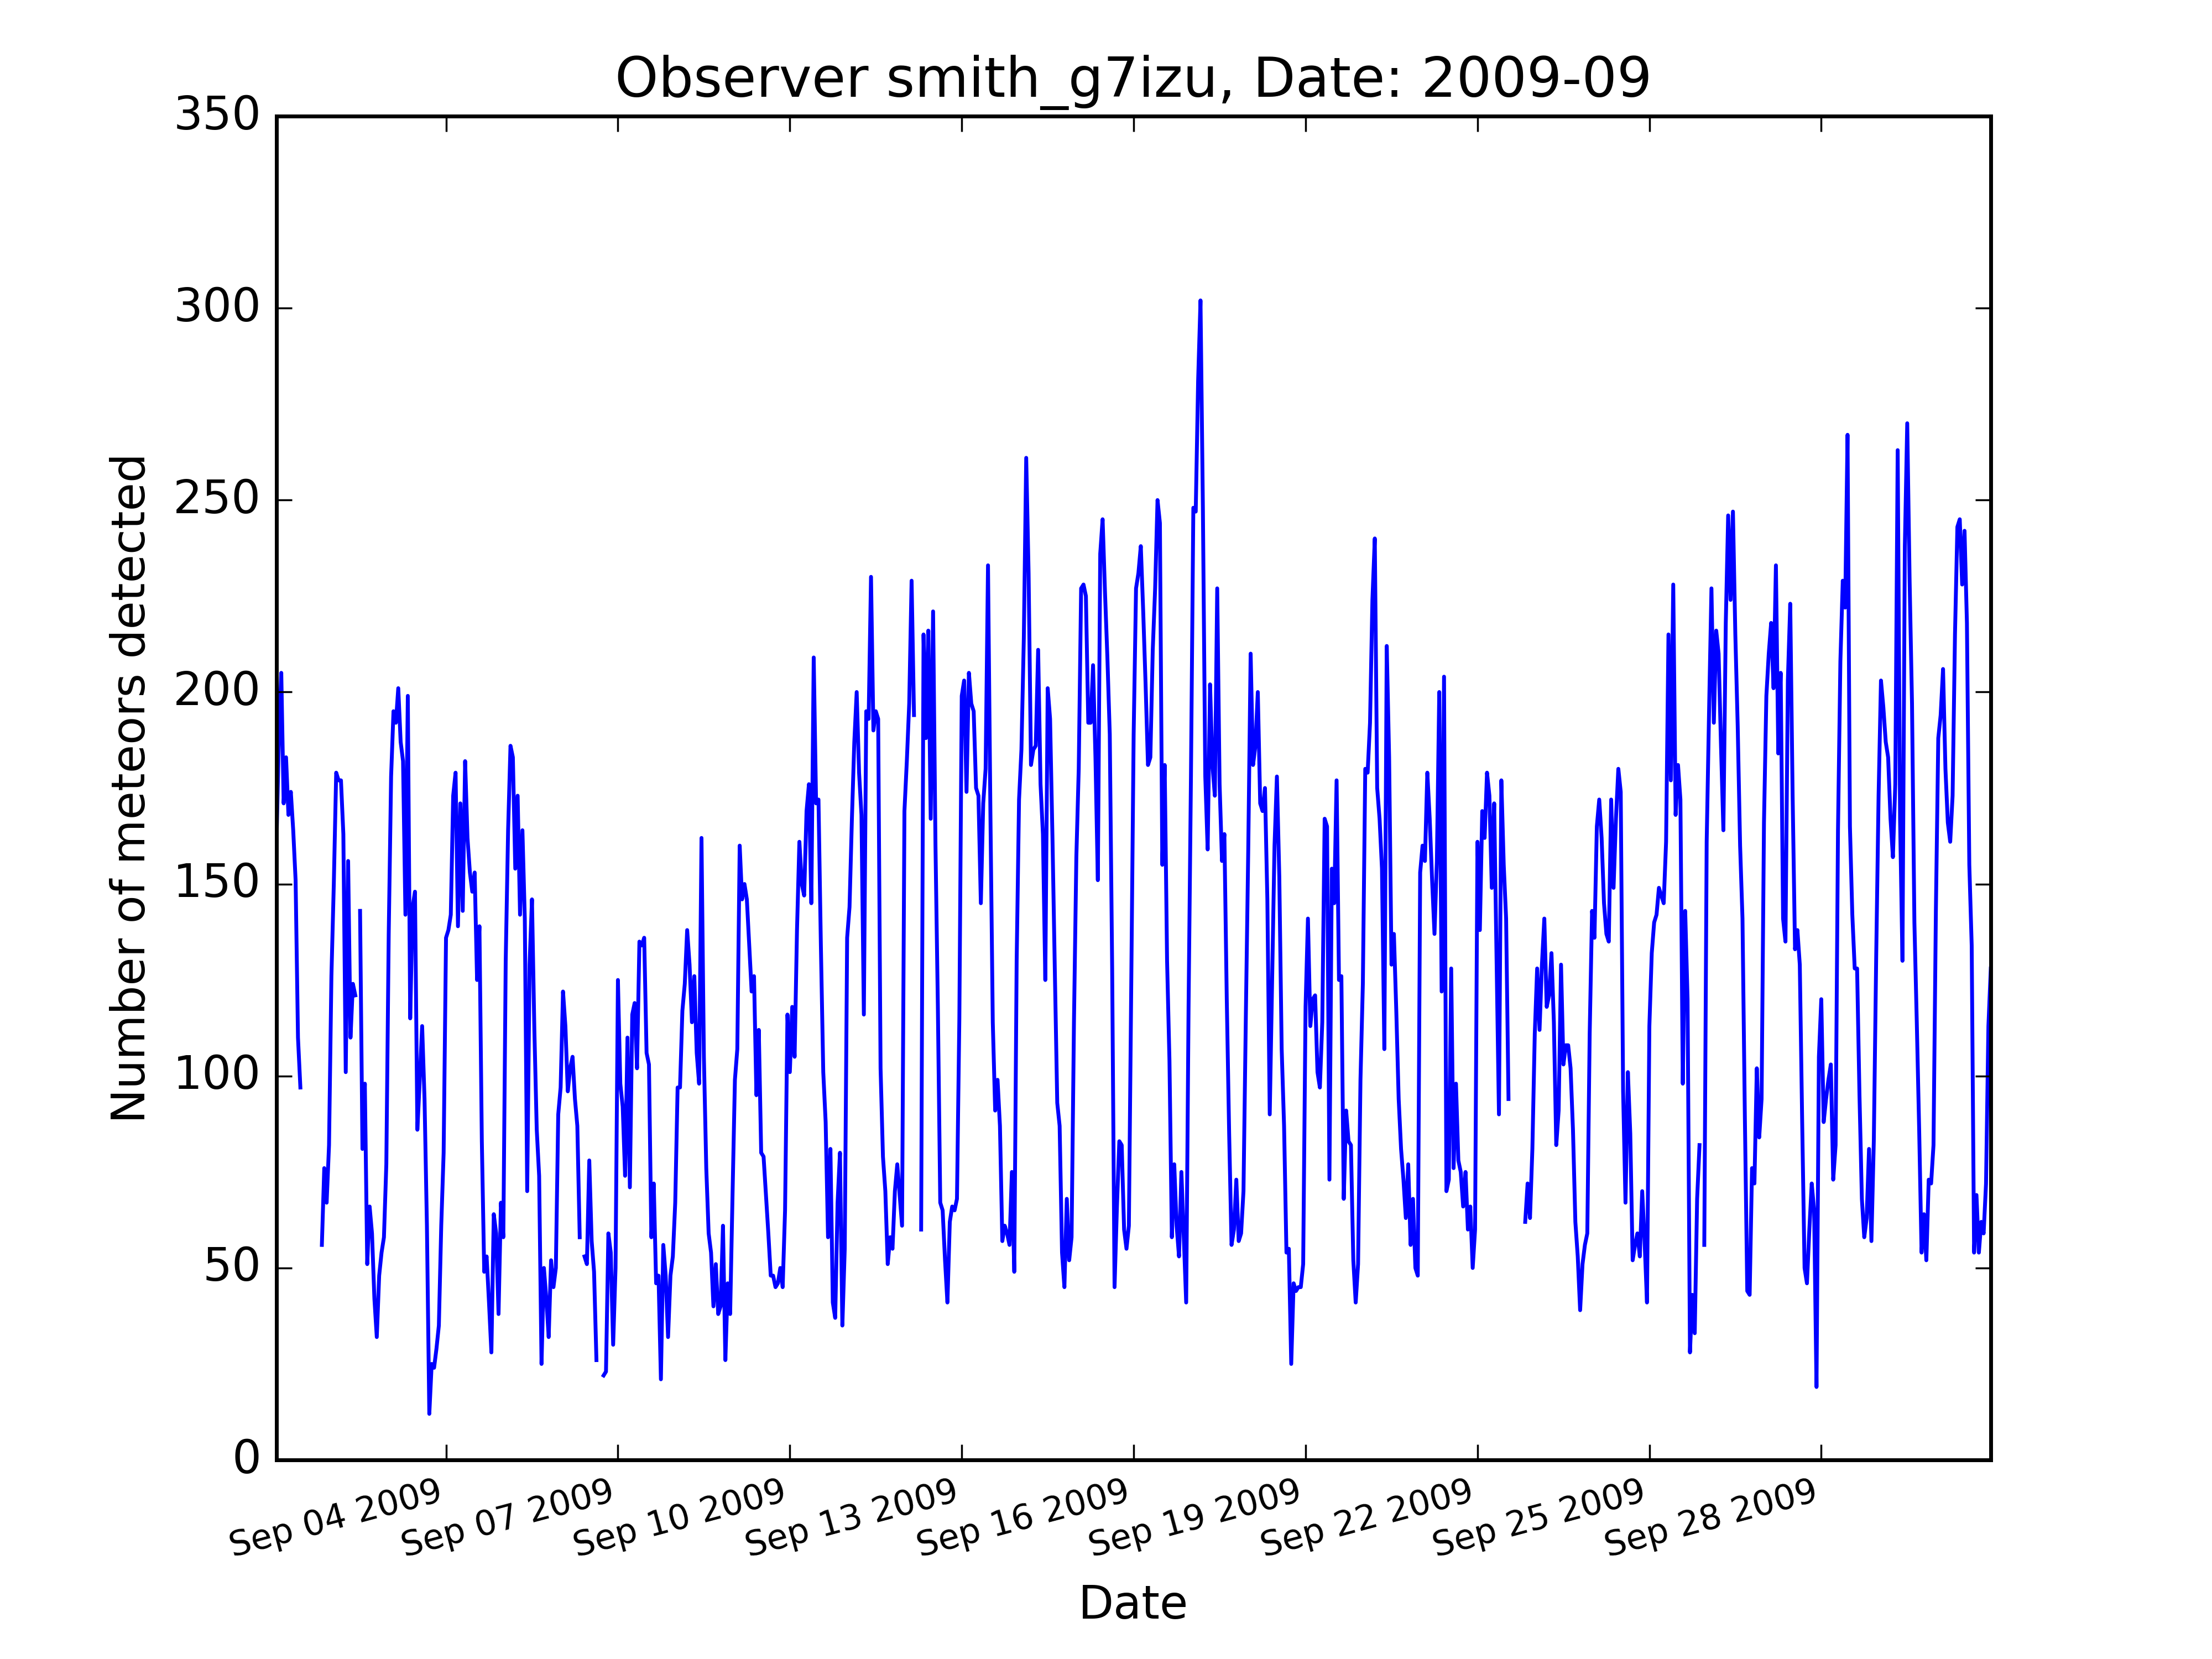 Observer smith_g7izu, Date: 2009-09
Number of meteors detected
350
300
250
200
150
100
50
0
Sep 04 2009
Sep 07 2009
Sep 10 2009
Sep 13 2009
Sep 16 2009
Sep 19 2009
Sep 22 2009
Sep 25 2009
Sep 28 2009
Date